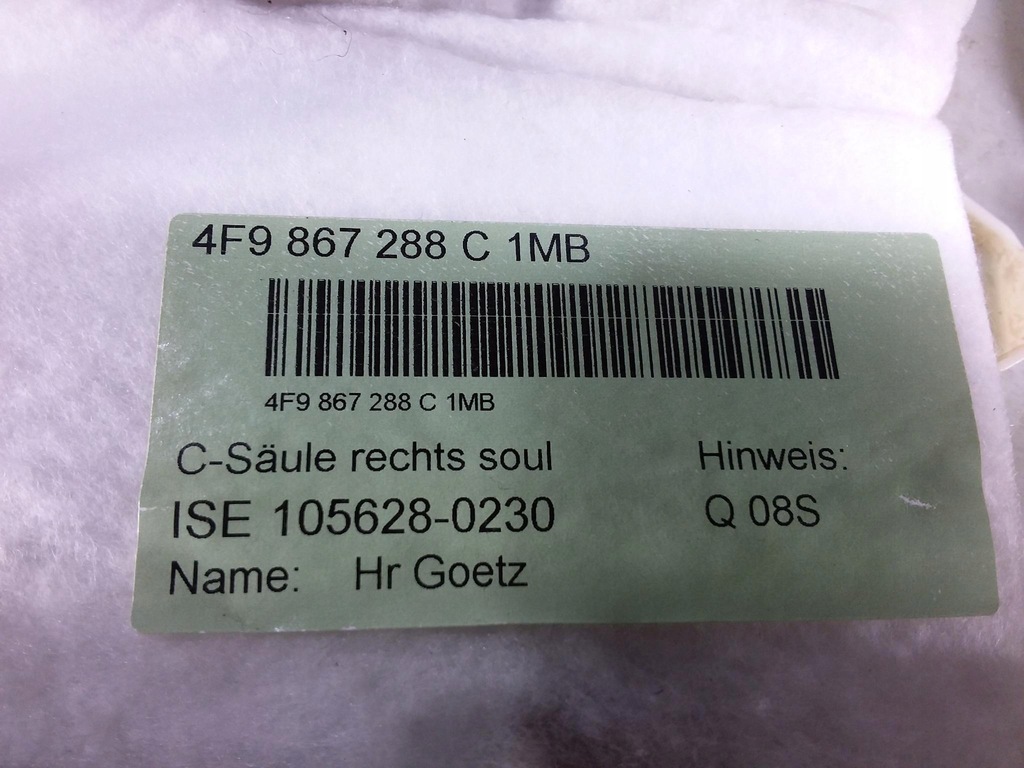 4F9 867 288 C 1MB
4F9 867 288 C 1MB
C-Säule rechts soul Hinweis:
ISE 105628-0230 Q 08S
Name: Hr Goetz